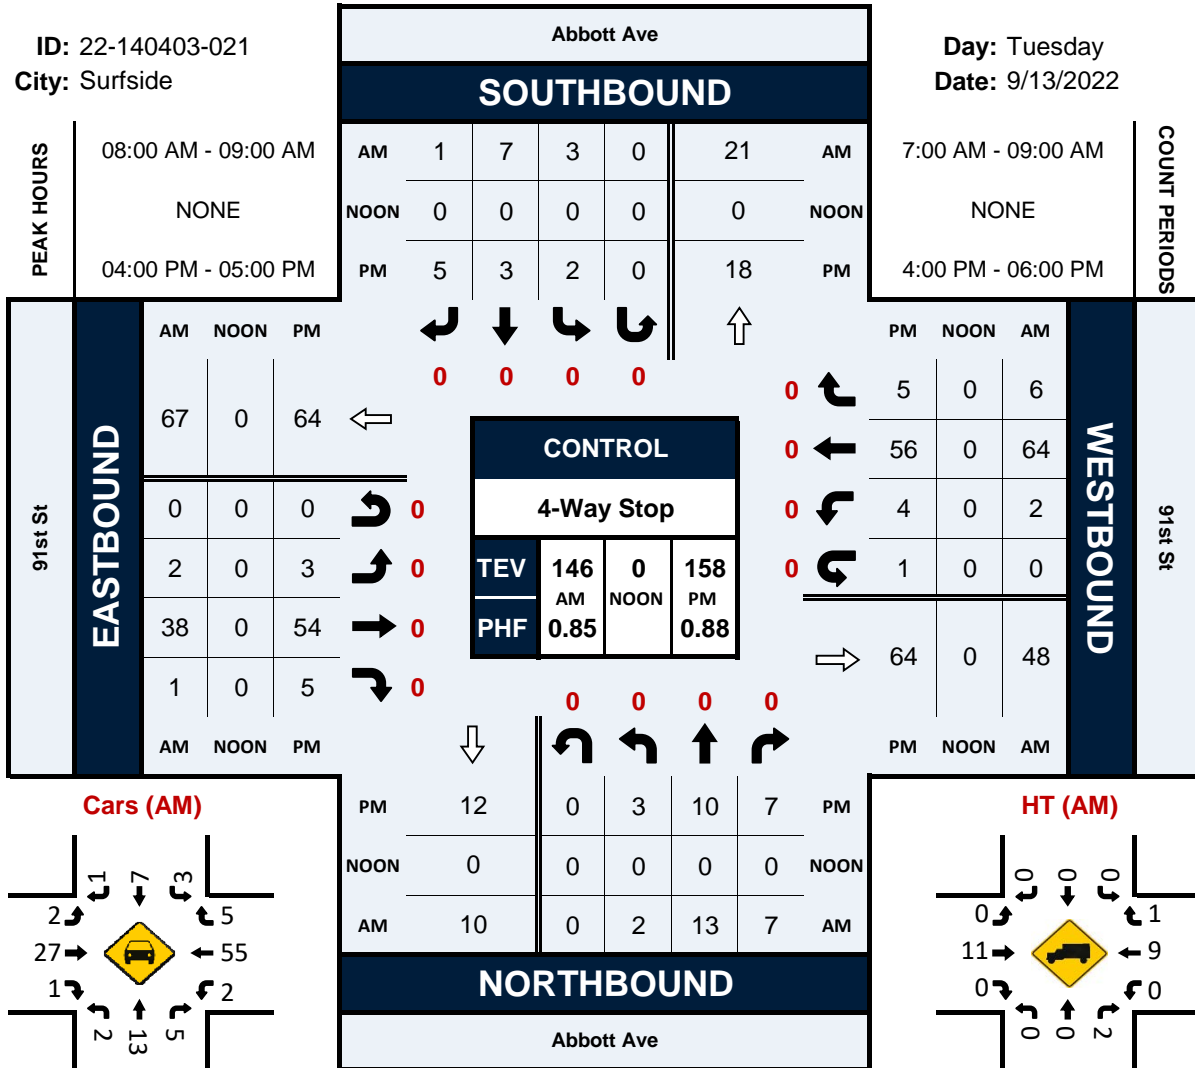 Abbott Ave
ID: 22-140403-021
City: Surfside
Day: Tuesday
Date: 9/13/2022
SOUTHBOUND
PEAK HOURS
08:00 AM - 09:00 AM
NONE
04:00 PM - 05:00 PM
AM 1 7 3 0 21 AM
NOON 0 0 0 0 0 NOON
PM 5 3 2 0 18 PM
7:00 AM - 09:00 AM
NONE
4:00 PM - 06:00 PM
COUNT PERIODS
0 0 0 0
91st St
EASTBOUND
AM NOON PM
67 0 64
0 0 0 0
2 0 3 0
38 0 54 0
1 0 5 0
AM NOON PM
CONTROL
4-Way Stop
TEV 146 0 158
AM NOON PM
PHF 0.85 0.88
PM NOON AM
0 5 0 6
0 56 0 64
0 4 0 2
0 1 0 0
64 0 48
PM NOON AM
WESTBOUND
91st St
0 0 0 0
PM 12 0 3 10 7 PM
NOON 0 0 0 0 0 NOON
AM 10 0 2 13 7 AM
NORTHBOUND
Abbott Ave
Cars (AM)
1 7 3
2 5
27 55
1 2
2 13 5
HT (AM)
0 0 0
0 1
11 9
0 0
0 0 2